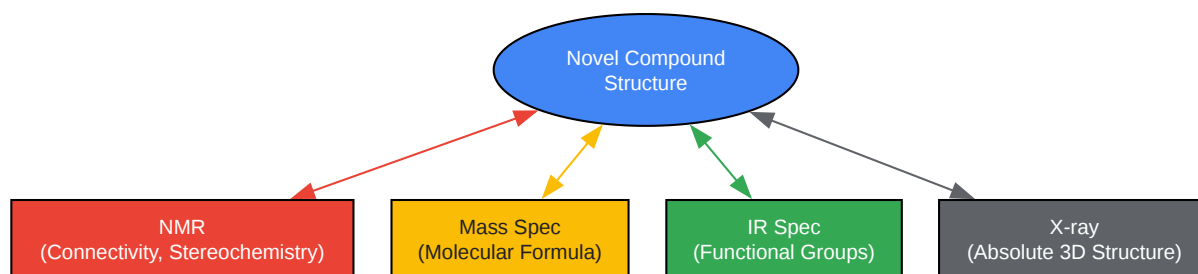 Novel Compound
Structure
NMR
(Connectivity, Stereochemistry)
Mass Spec
(Molecular Formula)
IR Spec
(Functional Groups)
X-ray
(Absolute 3D Structure)